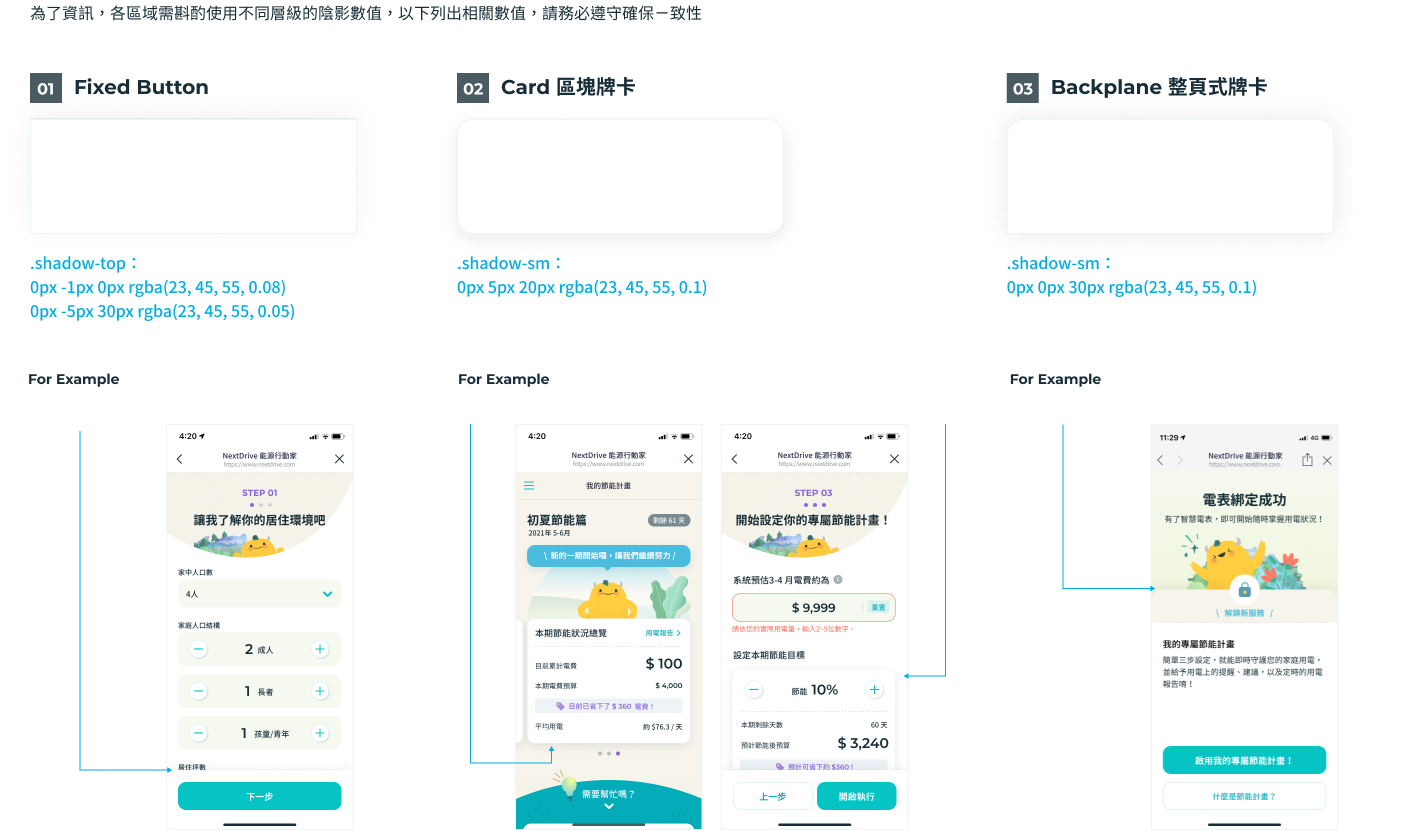 為了資訊，各區域需斟酌使用不同層級的陰影數值，以下列出相關數值，請務必遵守確保一致性
01 Fixed Button
.shadow-top：
0px -1px 0px rgba(23, 45, 55, 0.08)
0px -5px 30px rgba(23, 45, 55, 0.05)
02 Card 區塊牌卡
.shadow-sm：
0px 5px 20px rgba(23, 45, 55, 0.1)
03 Backplane 整頁式牌卡
.shadow-sm：
0px 0px 30px rgba(23, 45, 55, 0.1)
For Example
4:20
NextDrive 能源行動家
https://www.nextdrive.com
STEP 01
讓我了解你的居住環境吧
家中人口數
4人
家庭人口結構
2 成人
1 長者
1 孩童/青年
居住坪數
下一步
For Example
4:20
NextDrive 能源行動家
https://www.nextdrive.com
我的節能計畫
初夏節能篇
剩餘 61 天
2021年 5-6月
\ 新的一期開始囉，讓我們繼續努力 /
本期節能狀況總覽
用電報告
目前累計電費
$ 100
本期電費預算
$ 4,000
目前已省下了 $ 360 電費！
平均用電
約 $76.3 / 天
需要幫忙嗎？
4:20
NextDrive 能源行動家
https://www.nextdrive.com
STEP 03
開始設定你的專屬節能計畫！
系統預估3-4 月電費約為
$ 9,999
重置
請依您的實際用電量，輸入2~5位數字。
設定本期節能目標
節能 10%
本期剩餘天數
60 天
預計節能後預算
$ 3,240
預計可省下約 $360！
上一步
開啟執行
For Example
11:29
4G
NextDrive 能源行動家
https://www.nextdrive.com
電表綁定成功
有了智慧電表，即可開始隨時掌握用電狀況！
\ 解鎖新服務 /
我的專屬節能計畫
簡單三步設定，就能即時守護您的家庭用電，
並給予用電上的提醒、建議，以及定時的用電
報告唷！
啟用我的專屬節能計畫！
什麼是節能計畫？